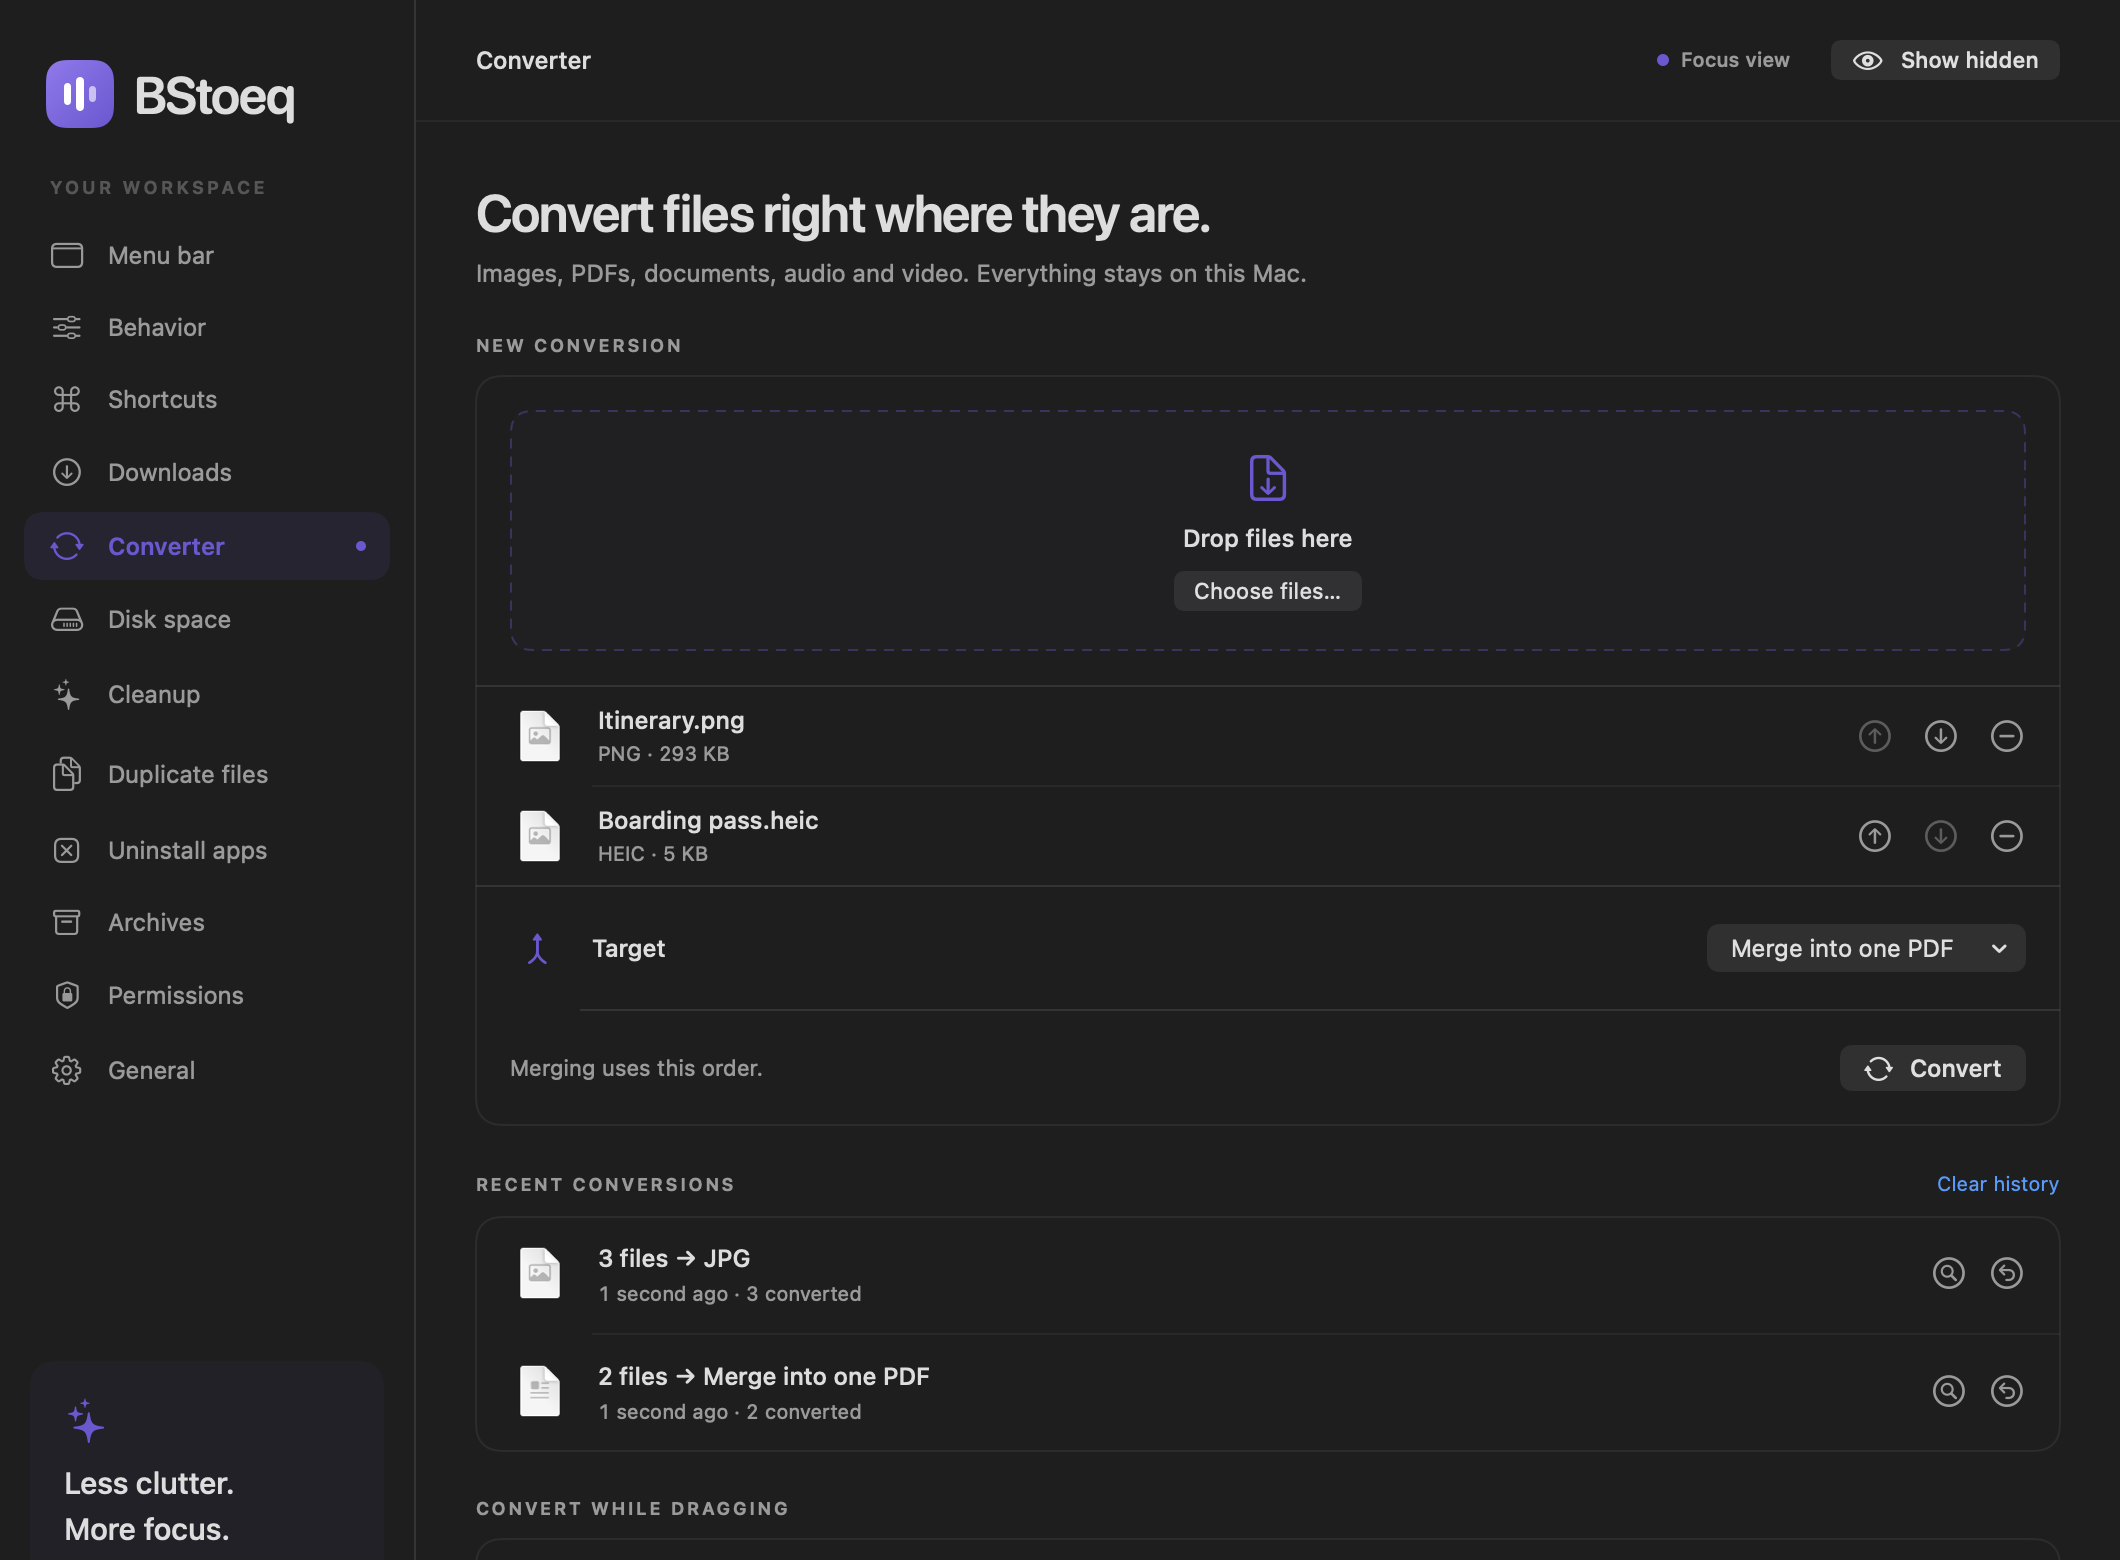 BStoeq
YOUR WORKSPACE
Menu bar
Behavior
Shortcuts
Downloads
Converter
Disk space
Cleanup
Duplicate files
Uninstall apps
Archives
Permissions
General
Less clutter.
More focus.
Converter
Focus view
Show hidden
Convert files right where they are.
Images, PDFs, documents, audio and video. Everything stays on this Mac.
NEW CONVERSION
Drop files here
Choose files...
Itinerary.png
PNG · 293 KB
Boarding pass.heic
HEIC · 5 KB
Target
Merge into one PDF
Merging uses this order.
Convert
RECENT CONVERSIONS
Clear history
3 files → JPG
1 second ago · 3 converted
2 files → Merge into one PDF
1 second ago · 2 converted
CONVERT WHILE DRAGGING